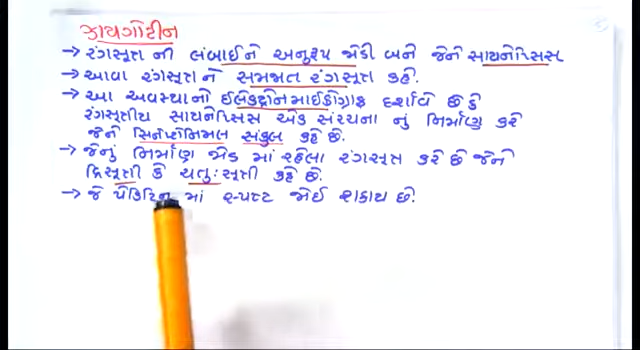 ઝાયગોટીન
→ રંગસૂત્ર ની લંબાઈને અનુરૂપ જોડી બને જેને સાયનેપ્સિસ
→ આવા રંગસૂત્રને સમજાત રંગસૂત્ર કહે.
→ આ અવસ્થાનો ઈલેક્ટ્રોન માઈક્રોગ્રાફ દર્શાવે છે કે
રંગસૂત્રીય સાયનેપ્સિસ એક સંરચના નું નિર્માણ કરે
જેને સિનેપ્ટોનિમલ સંકુલ કહે છે.
→ જેનું નિર્માણ જોડ માં રહેલા રંગસૂત્ર કરે છે જેને
દ્વિસૂત્રી કે ચતુઃસૂત્રી કહે છે.
→ જે પેકિટિન માં સ્પષ્ટ જોઈ શકાય છે.